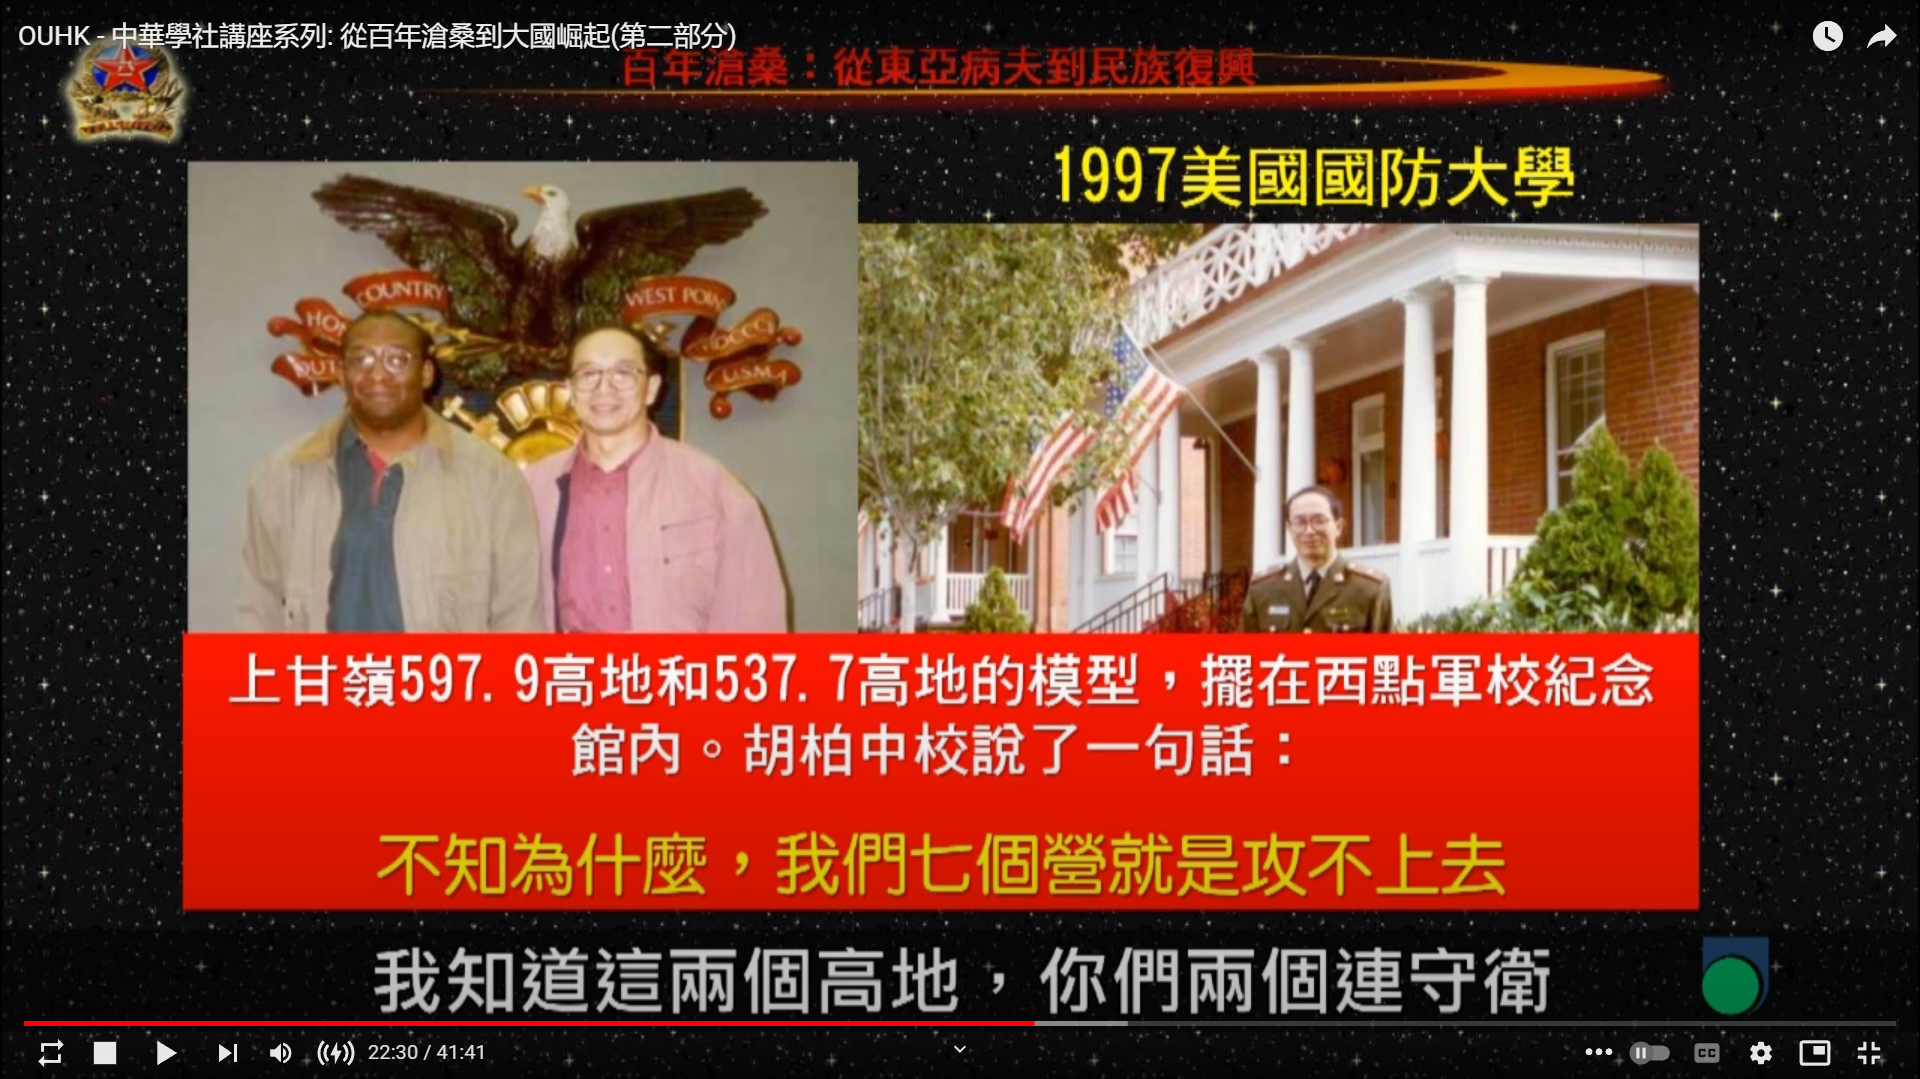 OUHK - 中華學社講座系列: 從百年滄桑到大國崛起(第二部分)
百年滄桑：從東亞病夫到民族復興
1997美國國防大學
COUNTRY
WEST POIN
HON
MDCCCI
DUT
U.S.M.A
上甘嶺597.9高地和537.7高地的模型，擺在西點軍校紀念
館內。胡柏中校說了一句話：
不知為什麼，我們七個營就是攻不上去
我知道這兩個高地，你們兩個連守衛
22:30 / 41:41
CC